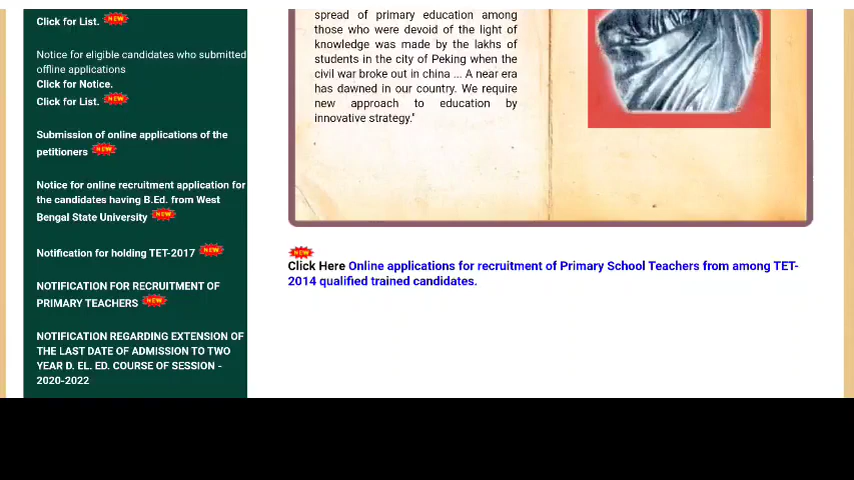 Click for List. NEW
Notice for eligible candidates who submitted
offline applications
Click for Notice.
Click for List. NEW
Submission of online applications of the
petitioners NEW
Notice for online recruitment application for
the candidates having B.Ed. from West
Bengal State University NEW
Notification for holding TET-2017 NEW
NOTIFICATION FOR RECRUITMENT OF
PRIMARY TEACHERS NEW
NOTIFICATION REGARDING EXTENSION OF
THE LAST DATE OF ADMISSION TO TWO
YEAR D. EL. ED. COURSE OF SESSION -
2020-2022
spread of primary education among
those who were devoid of the light of
knowledge was made by the lakhs of
students in the city of Peking when the
civil war broke out in china ... A near era
has dawned in our country. We require
new approach to education by
innovative strategy."
NEW
Click Here Online applications for recruitment of Primary School Teachers from among TET-
2014 qualified trained candidates.